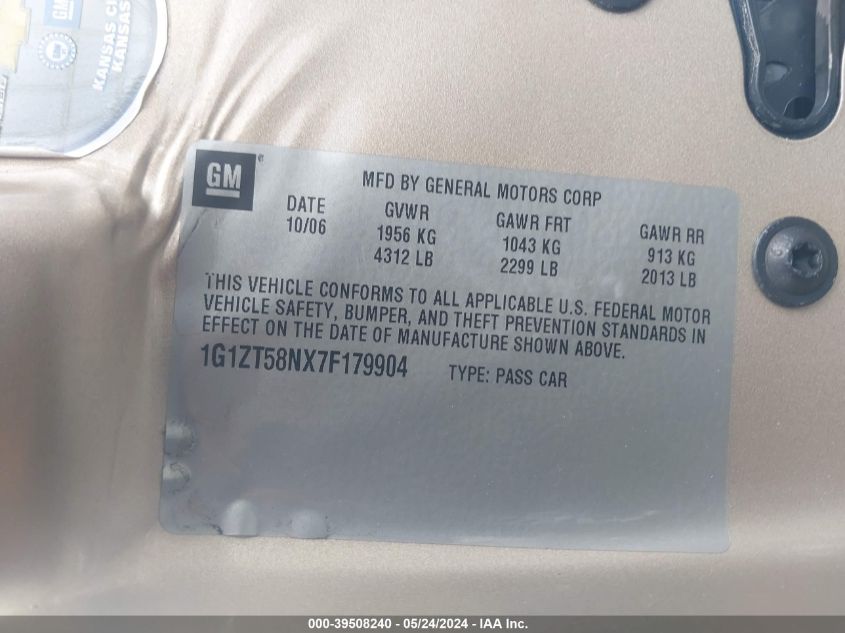 GM
KANSAS
KANSAS
GM
MFD BY GENERAL MOTORS CORP
DATE GVWR GAWR FRT GAWR RR
10/06 1956 KG 1043 KG 913 KG
4312 LB 2299 LB 2013 LB
THIS VEHICLE CONFORMS TO ALL APPLICABLE U.S. FEDERAL MOTOR
VEHICLE SAFETY, BUMPER, AND THEFT PREVENTION STANDARDS IN
EFFECT ON THE DATE OF MANUFACTURE SHOWN ABOVE.
1G1ZT58NX7F179904 TYPE: PASS CAR
000-39508240 - 05/24/2024 - IAA Inc.